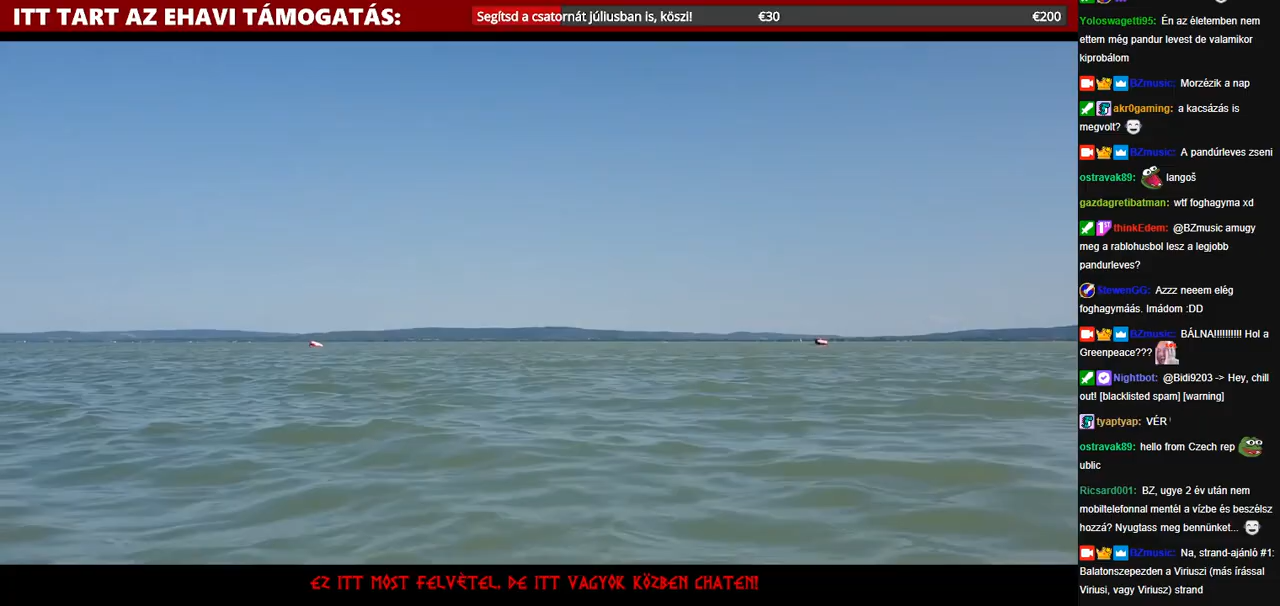 ITT TART AZ EHAVI TÁMOGATÁS:
Segítsd a csatornát júliusban is, köszi! €30 €200
Yoloswagetti95: Én az életemben nem
ettem még pandur levest de valamikor
kiprobálom
BZmusic: Morzézik a nap
akr0gaming: a kacsázás is
megvolt?
BZmusic: A pandúrleves zseni
ostravak89: langoš
gazdagretibatman: wtf foghagyma xd
thinkEdem: @BZmusic amugy
meg a rablohusbol lesz a legjobb
pandurleves?
SlewenGG: Azzz neeem elég
foghagymáás. Imádom :DD
BZmusic: BÁLNA!!!!!!!!!! Hol a
Greenpeace???
Nightbot: @Bidi9203 -> Hey, chill
out! [blacklisted spam] [warning]
tyaptyap: VÉR
ostravak89: hello from Czech rep
ublic
Ricsard001: BZ, ugye 2 év után nem
mobiltelefonnal mentél a vízbe és beszélsz
hozzá? Nyugtass meg bennünket...
BZmusic: Na, strand-ajánló #1:
Balatonszepezden a Viruszi (más írással
Viriusi, vagy Viriusz) strand
EZ ITT MOST FELVÉTEL, DE ITT VAGYOK KÖZBEN CHATEN!